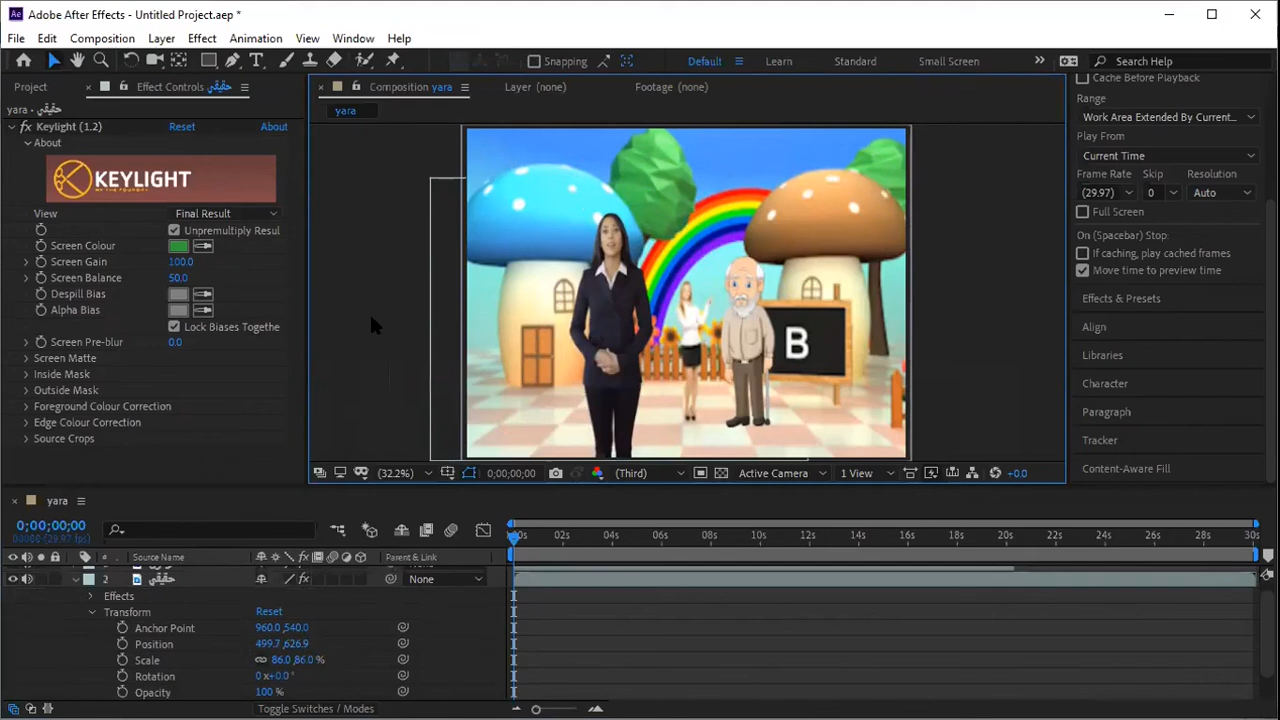 Adobe After Effects - Untitled Project.aep *
File Edit Composition Layer Effect Animation View Window Help
Snapping Default Learn Standard Small Screen Search Help
Project Effect Controls حقيقي Composition yara Layer (none) Footage (none)
yara • حقيقي
yara
Keylight (1.2) Reset About
About
KEYLIGHT
View Final Result
Unpremultiply Resul
Screen Colour
Screen Gain 100.0
Screen Balance 50.0
Despill Bias
Alpha Bias
Lock Biases Togethe
Screen Pre-blur 0.0
Screen Matte
Inside Mask
Outside Mask
Foreground Colour Correction
Edge Colour Correction
Source Crops
B
(32.2%) 0;00;00;00 (Third) Active Camera 1 View +0.0
Cache Before Playback
Range
Work Area Extended By Current...
Play From
Current Time
Frame Rate Skip Resolution
(29.97) 0 Auto
Full Screen
On (Spacebar) Stop:
If caching, play cached frames
Move time to preview time
Effects & Presets
Align
Libraries
Character
Paragraph
Tracker
Content-Aware Fill
yara
0;00;00;00
00000 (29.97 fps)
02s 04s 06s 08s 10s 12s 14s 16s 18s 20s 22s 24s 26s 28s 30s
# Source Name Parent & Link
2 حقيقي None
Effects
Transform Reset
Anchor Point 960.0,540.0
Position 499.7,626.9
Scale 86.0,86.0 %
Rotation 0 x+0.0°
Opacity 100 %
Toggle Switches / Modes